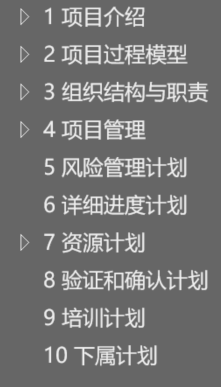 1 项目介绍
2 项目过程模型
3 组织结构与职责
4 项目管理
5 风险管理计划
6 详细进度计划
7 资源计划
8 验证和确认计划
9 培训计划
10 下属计划